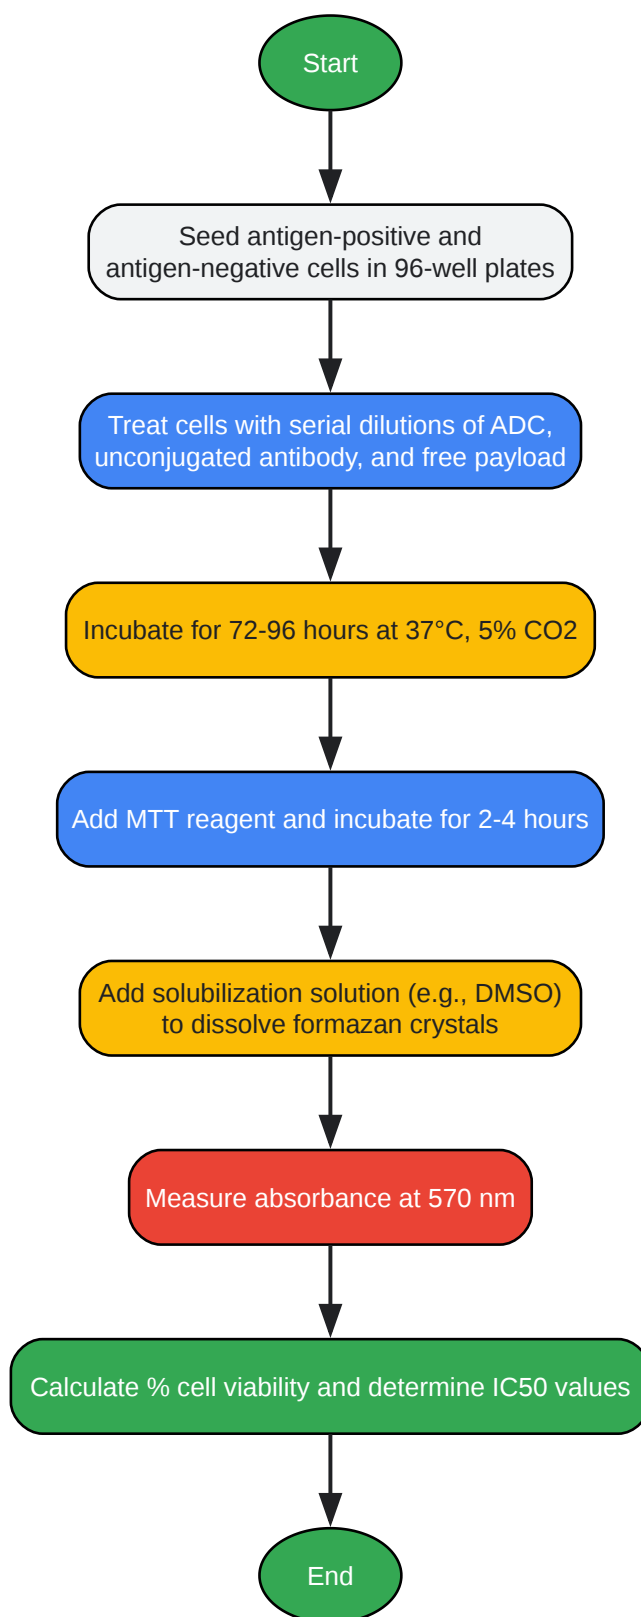 Start
Seed antigen-positive and
antigen-negative cells in 96-well plates
Treat cells with serial dilutions of ADC,
unconjugated antibody, and free payload
Incubate for 72-96 hours at 37°C, 5% CO2
Add MTT reagent and incubate for 2-4 hours
Add solubilization solution (e.g., DMSO)
to dissolve formazan crystals
Measure absorbance at 570 nm
Calculate % cell viability and determine IC50 values
End